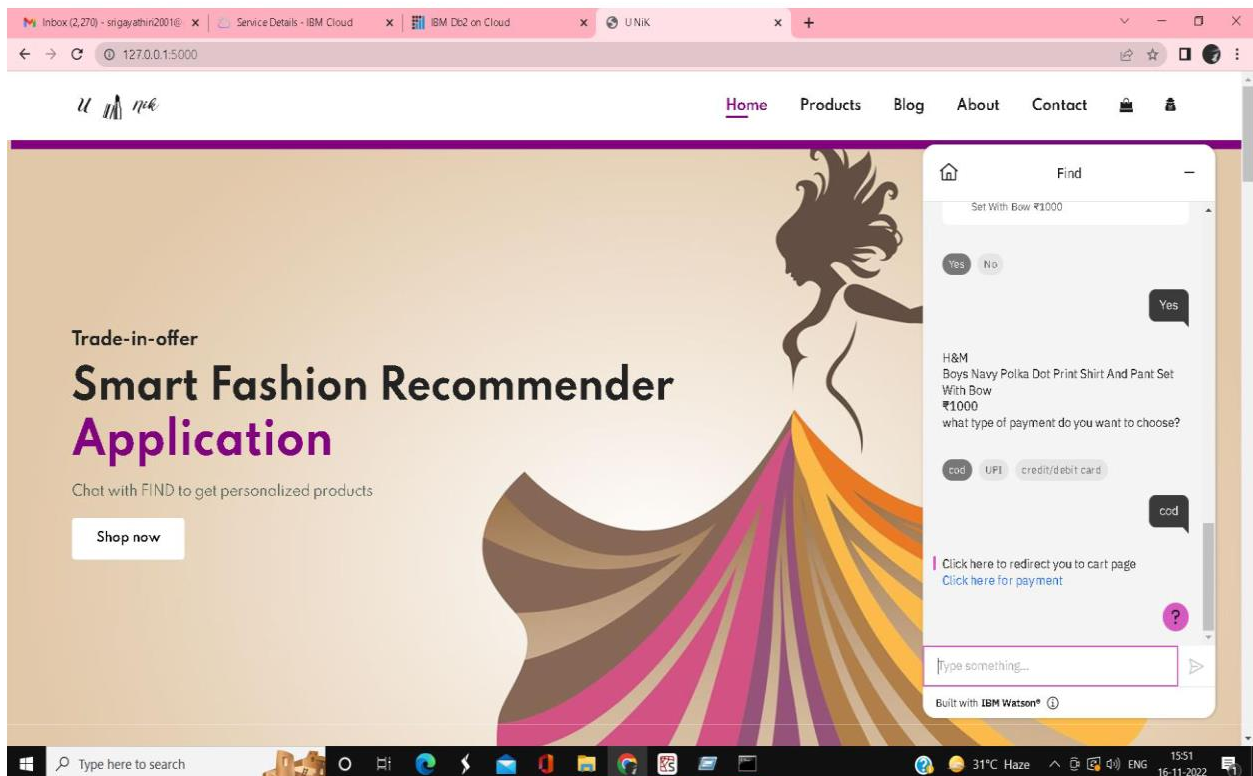 Inbox (2,270) - srigayathiri2001@
Service Details - IBM Cloud
IBM Db2 on Cloud
UNiK
127.0.0.1:5000
U nik
Home Products Blog About Contact
Trade-in-offer
Smart Fashion Recommender
Application
Chat with FIND to get personalized products
Shop now
Find
Set With Bow ₹1000
Yes No
Yes
H&M
Boys Navy Polka Dot Print Shirt And Pant Set
With Bow
₹1000
what type of payment do you want to choose?
cod UPI credit/debit card
cod
Click here to redirect you to cart page
Click here for payment
?
Type something...
Built with IBM Watson®
Type here to search
31°C Haze
ENG
15:51
16-11-2022